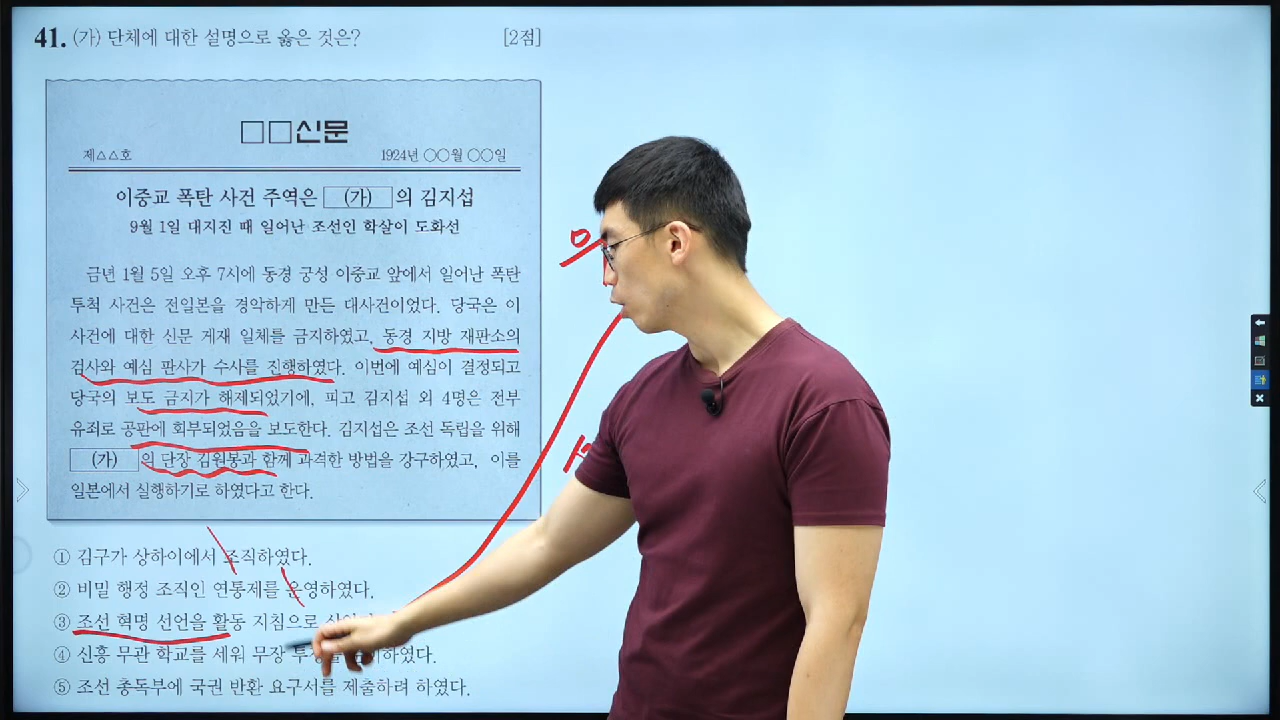 41. (가) 단체에 대한 설명으로 옳은 것은? [2점]
□□신문
제△△호 1924년 ○○월 ○○일
이중교 폭탄 사건 주역은 (가) 의 김지섭
9월 1일 대지진 때 일어난 조선인 학살이 도화선
금년 1월 5일 오후 7시에 동경 궁성 이중교 앞에서 일어난 폭탄
투척 사건은 전일본을 경악하게 만든 대사건이었다. 당국은 이
사건에 대한 신문 게재 일체를 금지하였고, 동경 지방 재판소의
검사와 예심 판사가 수사를 진행하였다. 이번에 예심이 결정되고
당국의 보도 금지가 해제되었기에, 피고 김지섭 외 4명은 전부
유죄로 공판에 회부되었음을 보도한다. 김지섭은 조선 독립을 위해
(가) 의 단장 김원봉과 함께 과격한 방법을 강구하였고, 이를
일본에서 실행하기로 하였다고 한다.
① 김구가 상하이에서 조직하였다.
② 비밀 행정 조직인 연통제를 운영하였다.
③ 조선 혁명 선언을 활동 지침으로
④ 신흥 무관 학교를 세워 무장 하였다.
⑤ 조선 총독부에 국권 반환 요구서를 제출하려 하였다.